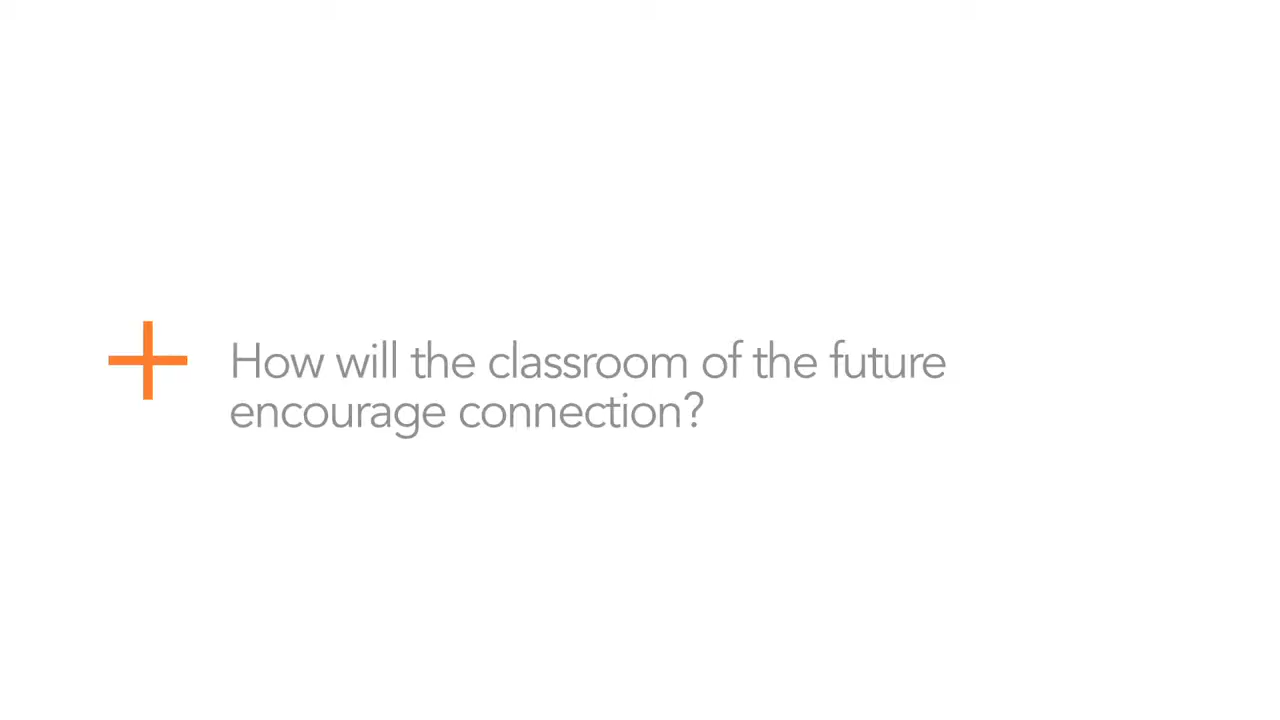 How will the classroom of the future
encourage connection?